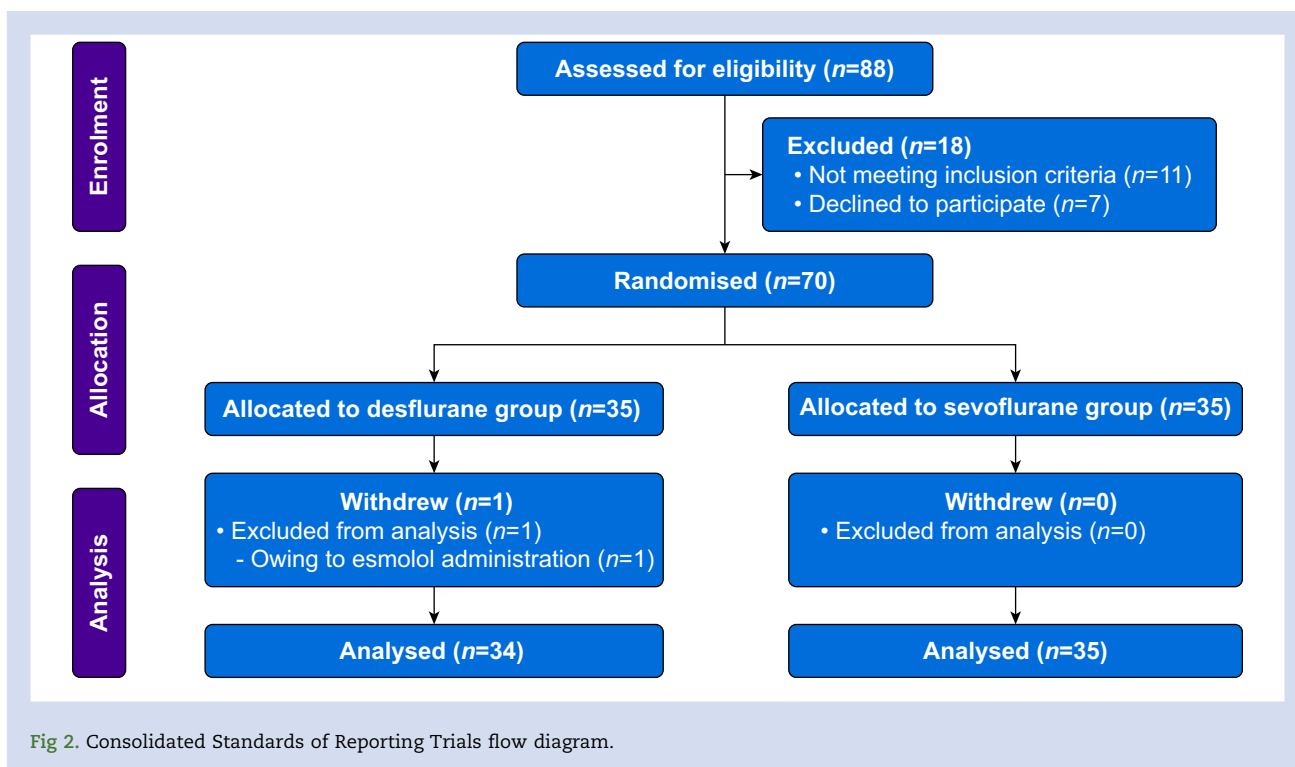 Enrolment
Assessed for eligibility (n=88)
Excluded (n=18)
• Not meeting inclusion criteria (n=11)
• Declined to participate (n=7)
Randomised (n=70)
Allocation
Allocated to desflurane group (n=35)
Allocated to sevoflurane group (n=35)
Analysis
Withdrew (n=1)
• Excluded from analysis (n=1)
- Owing to esmolol administration (n=1)
Withdrew (n=0)
• Excluded from analysis (n=0)
Analysed (n=34)
Analysed (n=35)
Fig 2. Consolidated Standards of Reporting Trials flow diagram.